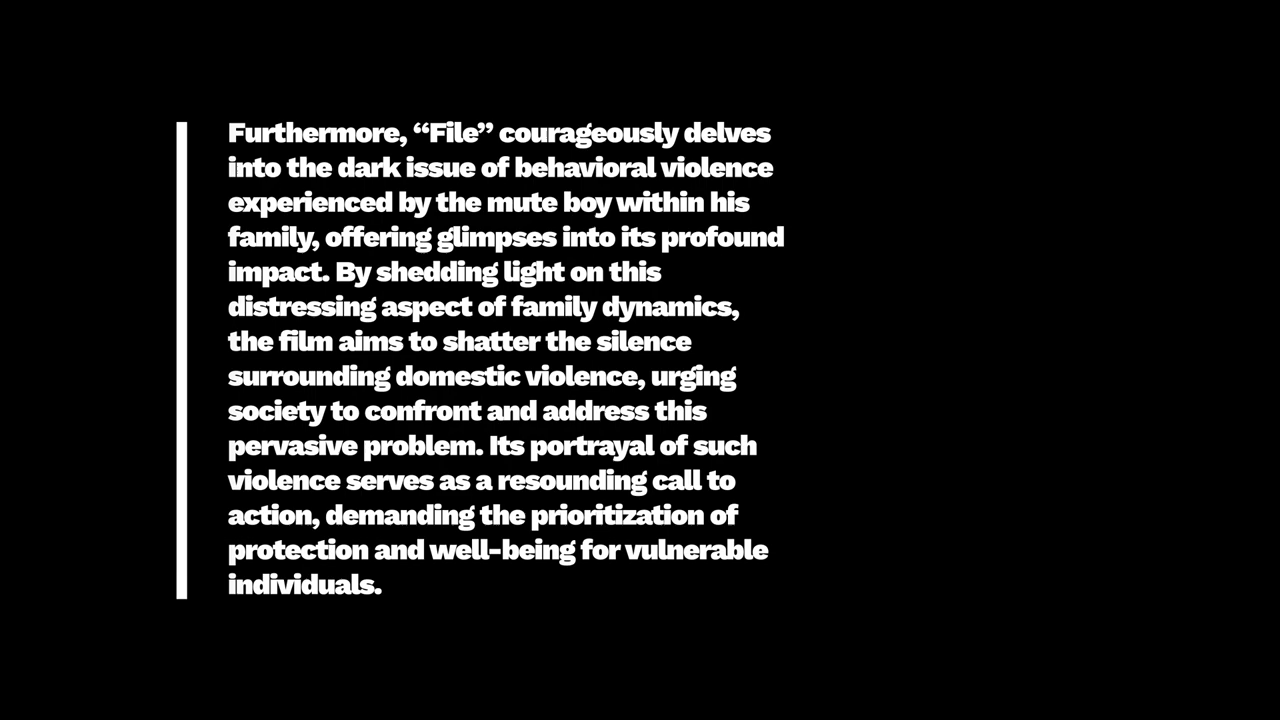 Furthermore, “File” courageously delves
into the dark issue of behavioral violence
experienced by the mute boy within his
family, offering glimpses into its profound
impact. By shedding light on this
distressing aspect of family dynamics,
the film aims to shatter the silence
surrounding domestic violence, urging
society to confront and address this
pervasive problem. Its portrayal of such
violence serves as a resounding call to
action, demanding the prioritization of
protection and well-being for vulnerable
individuals.